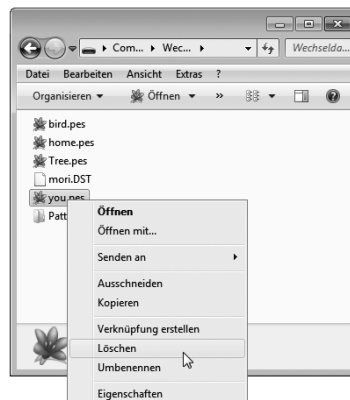 Com... Wec... Wechselda...
Datei Bearbeiten Ansicht Extras ?
Organisieren Öffnen »
bird.pes
home.pes
Tree.pes
mori.DST
you.pes
Patt
Öffnen
Öffnen mit...
Senden an
Ausschneiden
Kopieren
Verknüpfung erstellen
Löschen
Umbenennen
Eigenschaften